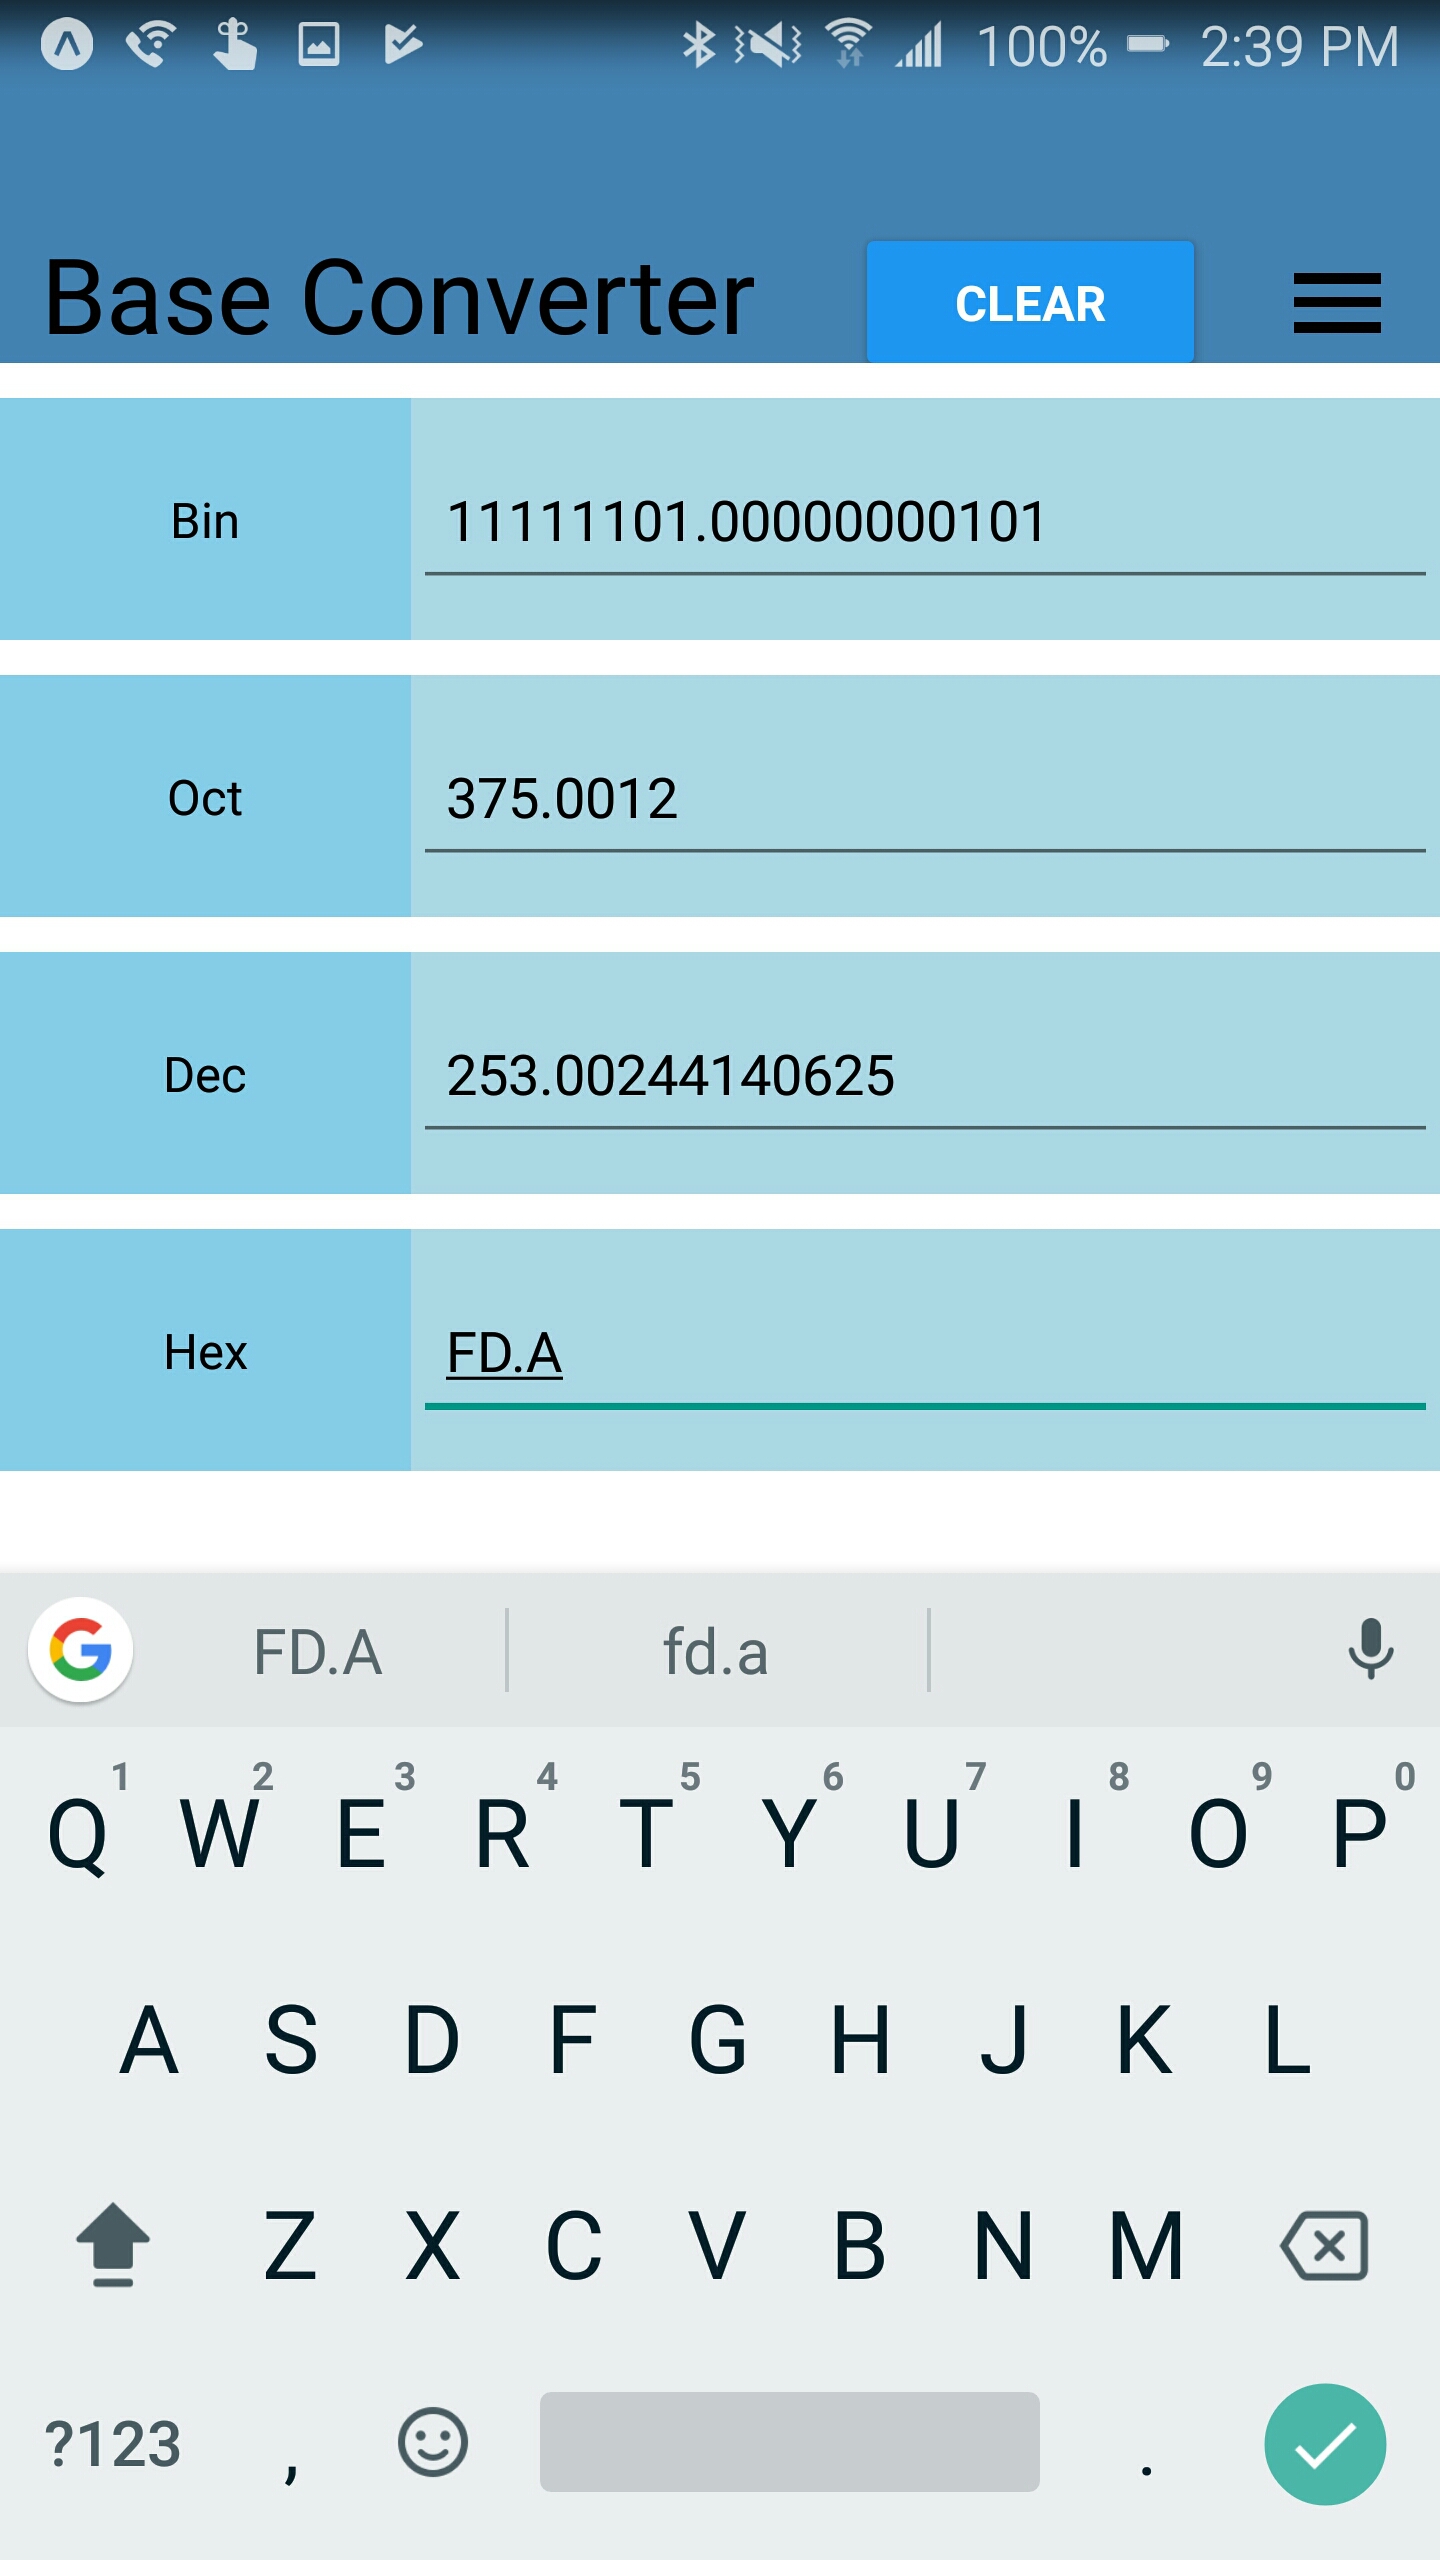 100% 2:39 PM
Base Converter CLEAR
Bin 11111101.00000000101
Oct 375.0012
Dec 253.00244140625
Hex FD.A
FD.A fd.a
1 2 3 4 5 6 7 8 9 0
Q W E R T Y U I O P
A S D F G H J K L
Z X C V B N M
?123 , .